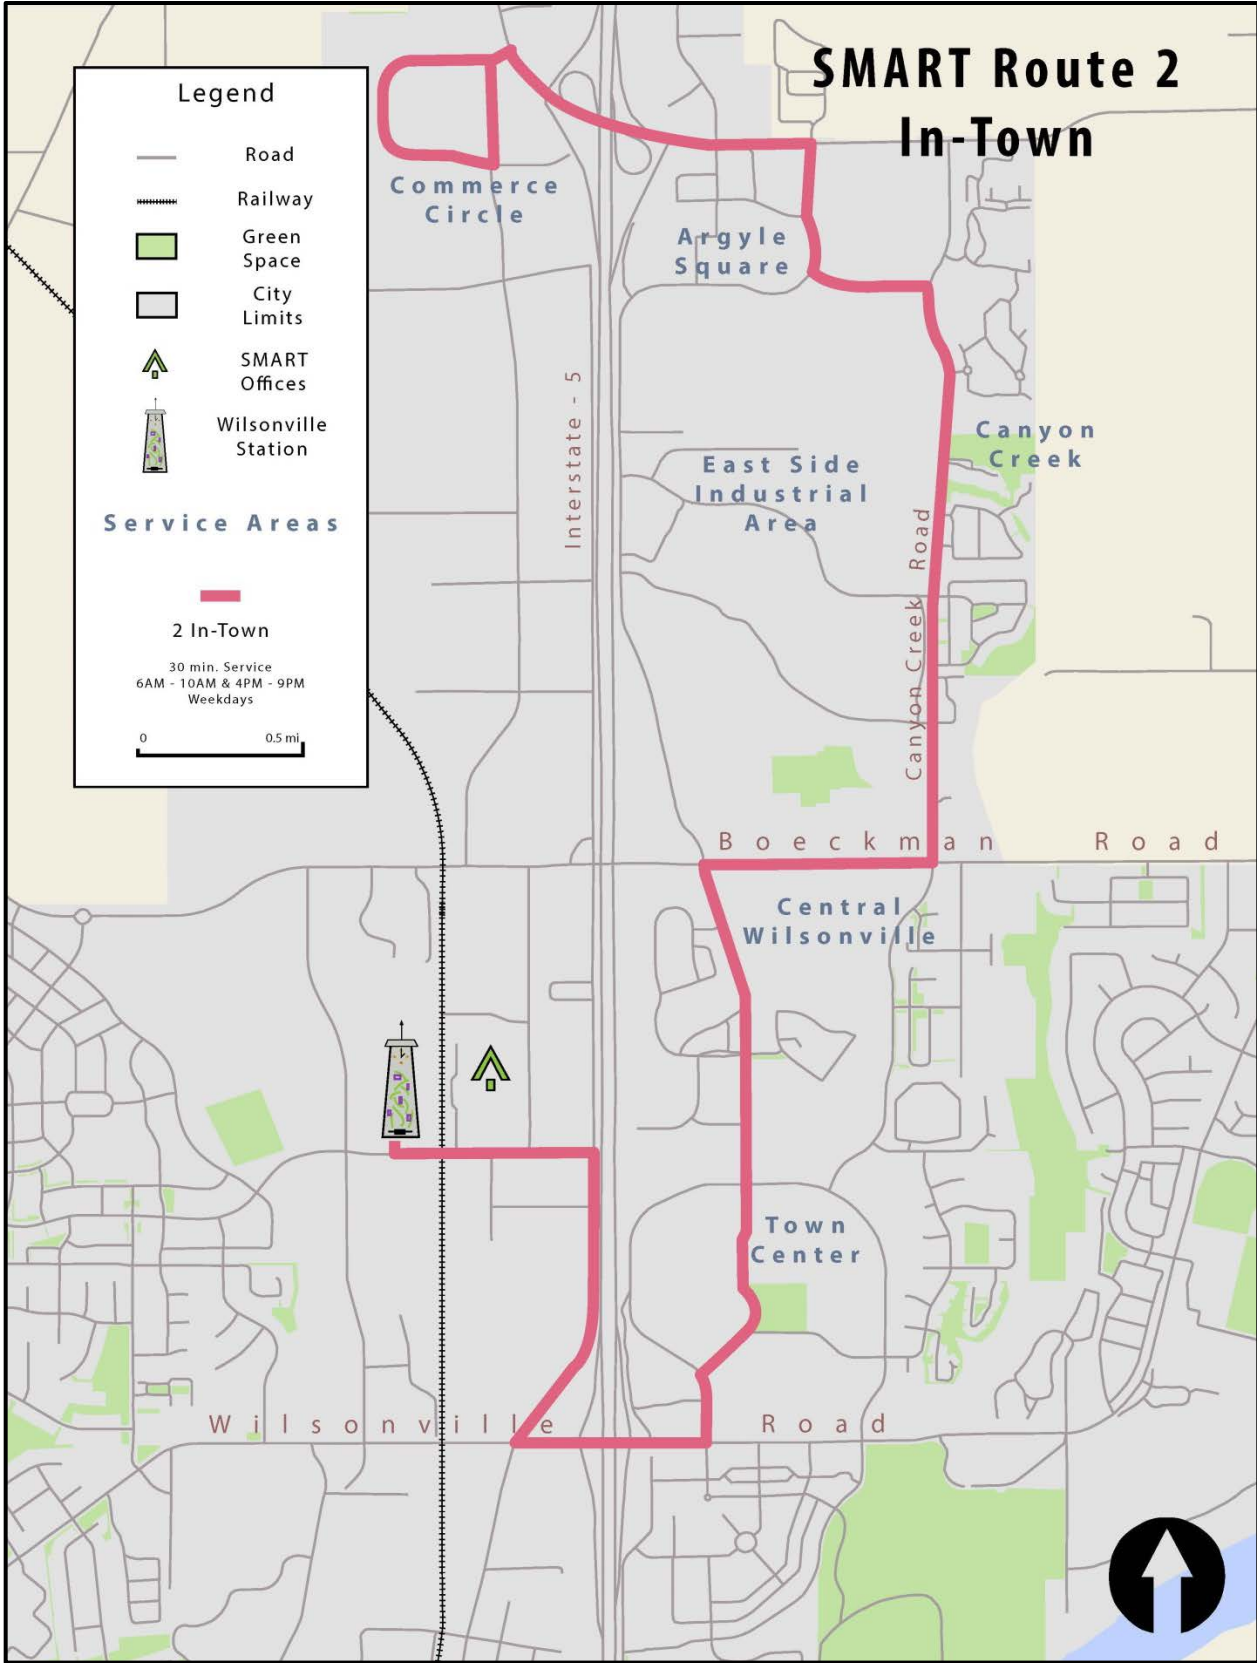 SMART Route 2
In-Town
Legend
Road
Railway
Green
Space
City
Limits
SMART
Offices
Wilsonville
Station
Service Areas
2 In-Town
30 min. Service
6AM - 10AM & 4PM - 9PM
Weekdays
0 0.5 mi
Commerce
Circle
Argyle
Square
Interstate - 5
Canyon
Creek
East Side
Industrial
Area
Canyon Creek Road
Boeckman Road
Central
Wilsonville
Town
Center
Wilsonville Road